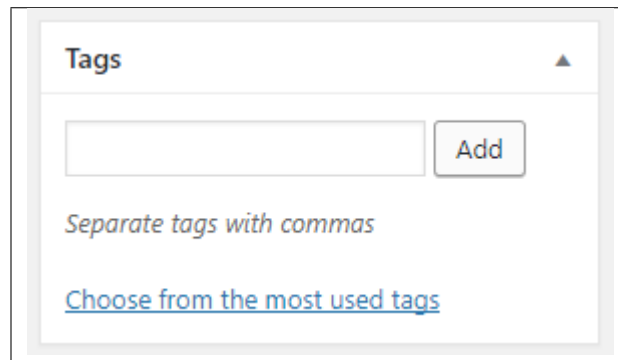 Tags
Add
Separate tags with commas
Choose from the most used tags